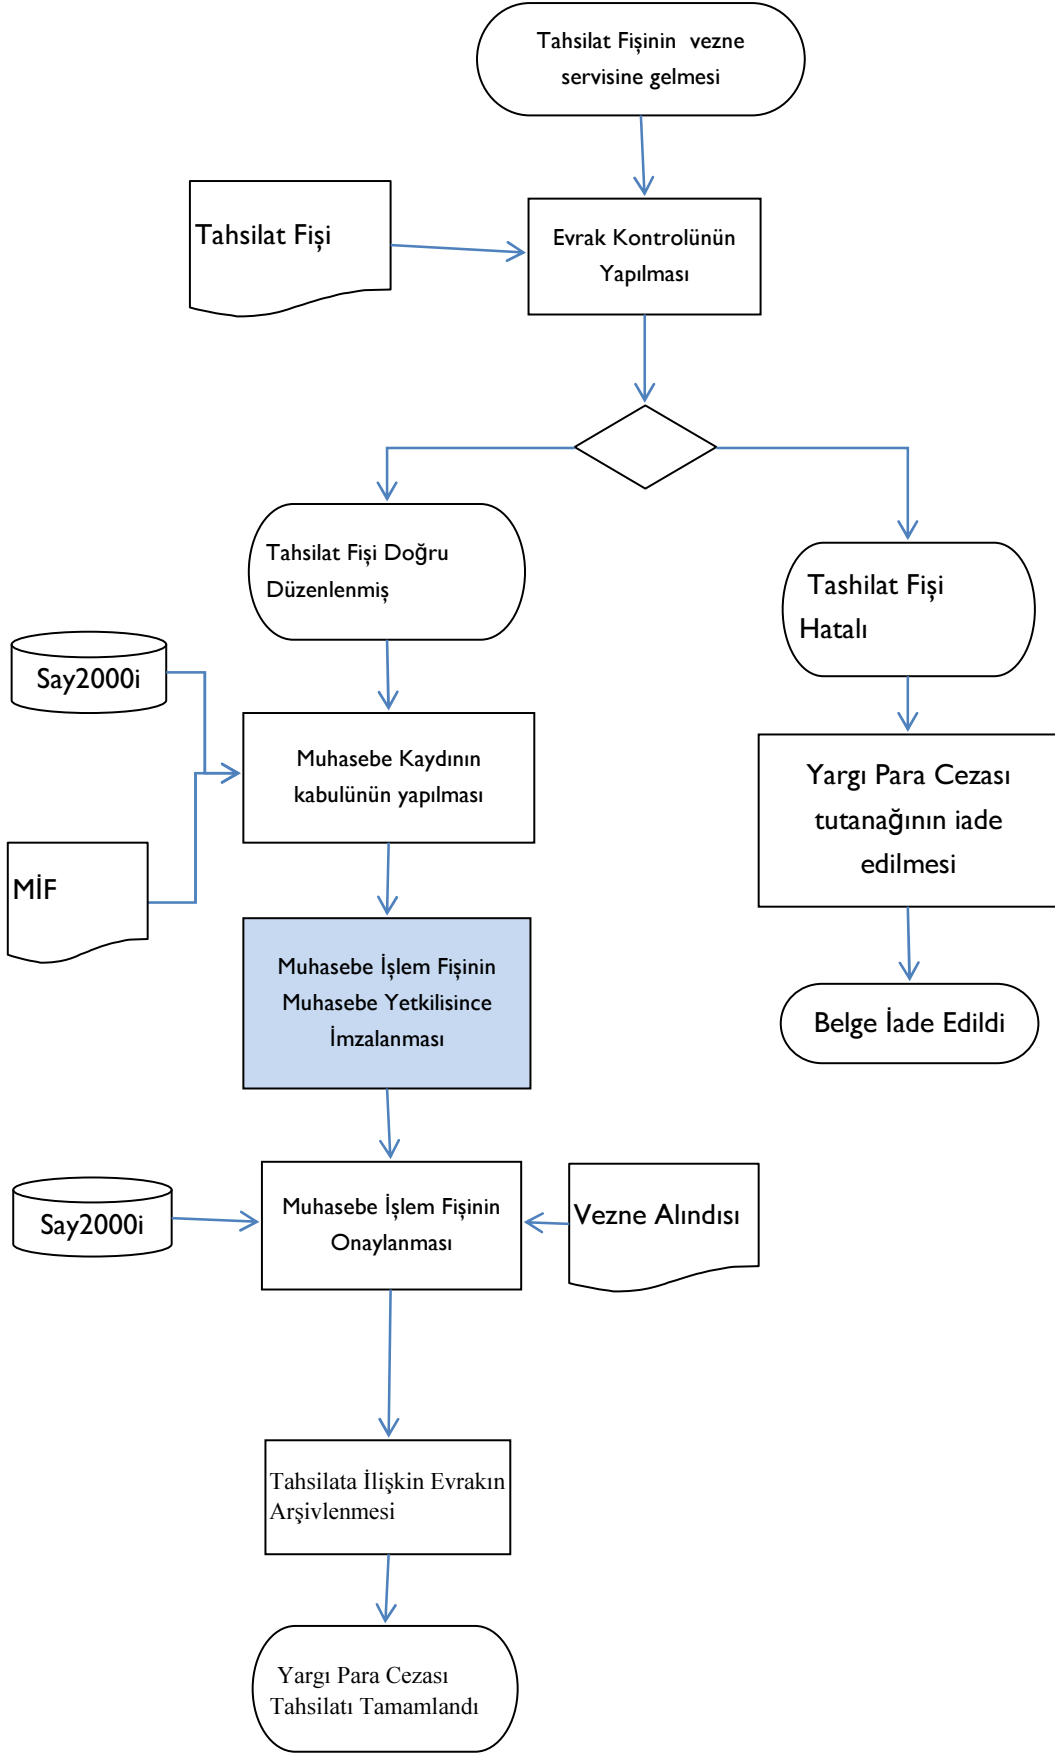 Tahsilat Fişinin vezne
servisine gelmesi
Tahsilat Fişi
Evrak Kontrolünün
Yapılması
Tahsilat Fişi Doğru
Düzenlenmiş
Tashilat Fişi
Hatalı
Say2000i
Muhasebe Kaydının
kabulünün yapılması
Yargı Para Cezası
tutanağının iade
edilmesi
MİF
Muhasebe İşlem Fişinin
Muhasebe Yetkilisince
İmzalanması
Belge İade Edildi
Say2000i
Muhasebe İşlem Fişinin
Onaylanması
Vezne Alındısı
Tahsilata İlişkin Evrakın
Arşivlenmesi
Yargı Para Cezası
Tahsilatı Tamamlandı